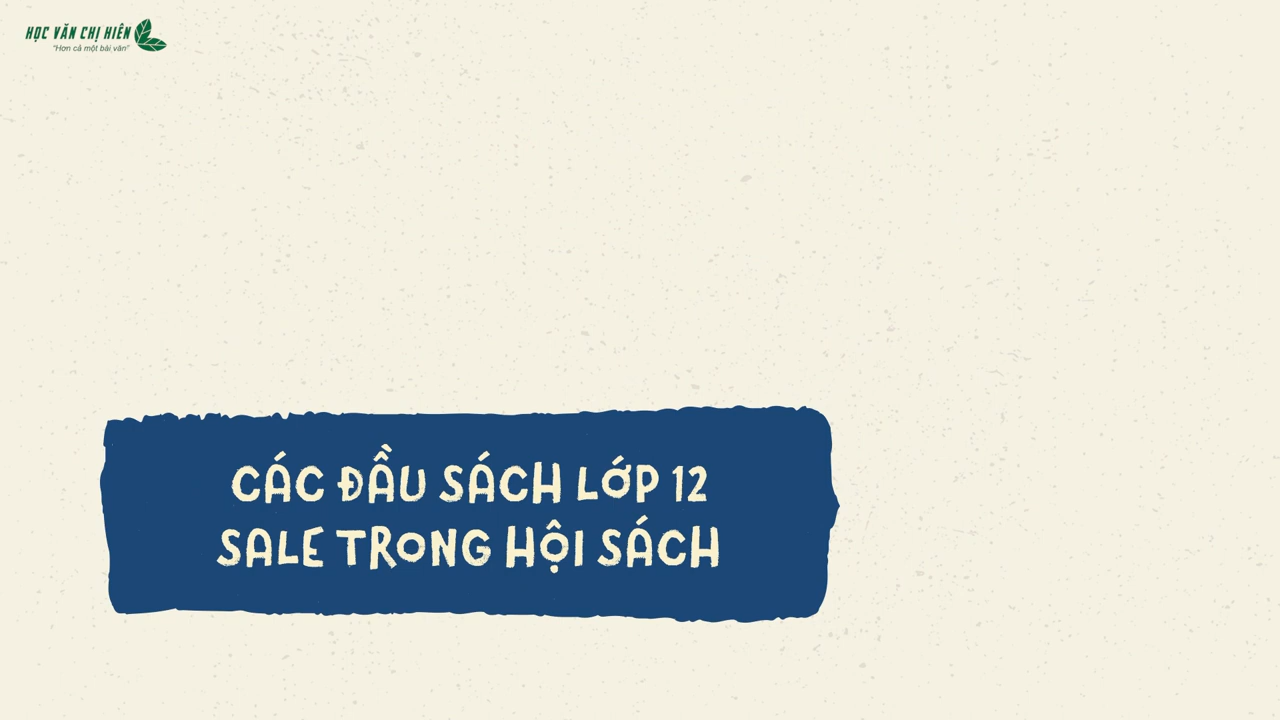 HỌC VĂN CHỊ HIÊN
"Hơn cả một bài văn"
CÁC ĐẦU SÁCH LỚP 12
SALE TRONG HỘI SÁCH